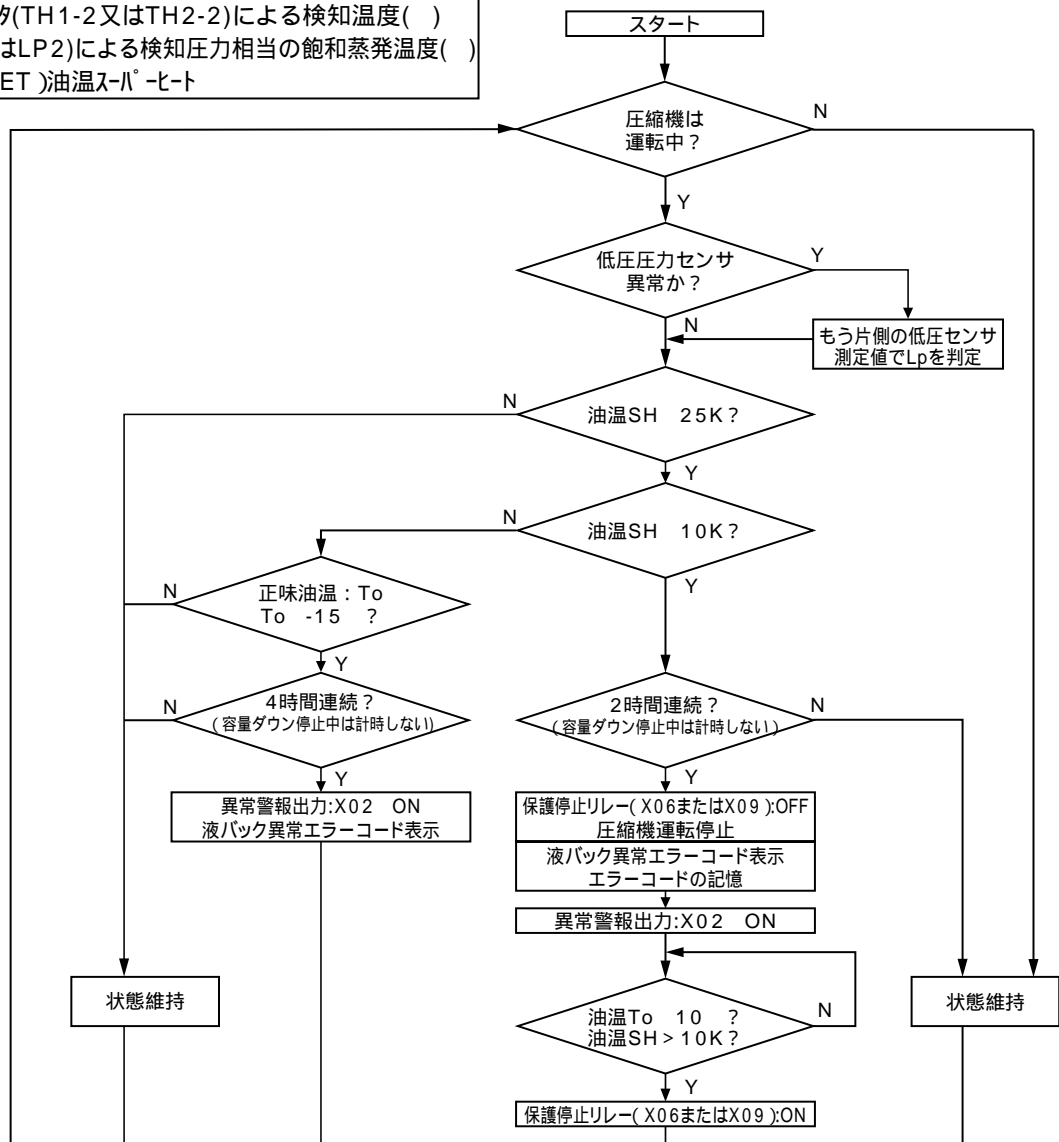 ﾀ(TH1-2又はTH2-2)による検知温度(　)
はLP2)による検知圧力相当の飽和蒸発温度(　)
ET )油温ｽｰﾊﾟｰﾋｰﾄ
スタート
圧縮機は
運転中？
N
Y
低圧圧力センサ
異常か？
Y
N
もう片側の低圧センサ
測定値でLpを判定
油温SH　25K？
N
Y
油温SH　10K？
N
Y
正味油温：To
To　-15　？
N
Y
4時間連続？
(容量ダウン停止中は計時しない)
N
Y
2時間連続？
(容量ダウン停止中は計時しない)
N
Y
異常警報出力:X02　ON
液バック異常エラーコード表示
保護停止リレー(X06またはX09):OFF
圧縮機運転停止
液バック異常エラーコード表示
エラーコードの記憶
異常警報出力:X02　ON
状態維持
油温To　10　？
油温SH＞10K？
N
Y
状態維持
保護停止リレー(X06またはX09):ON